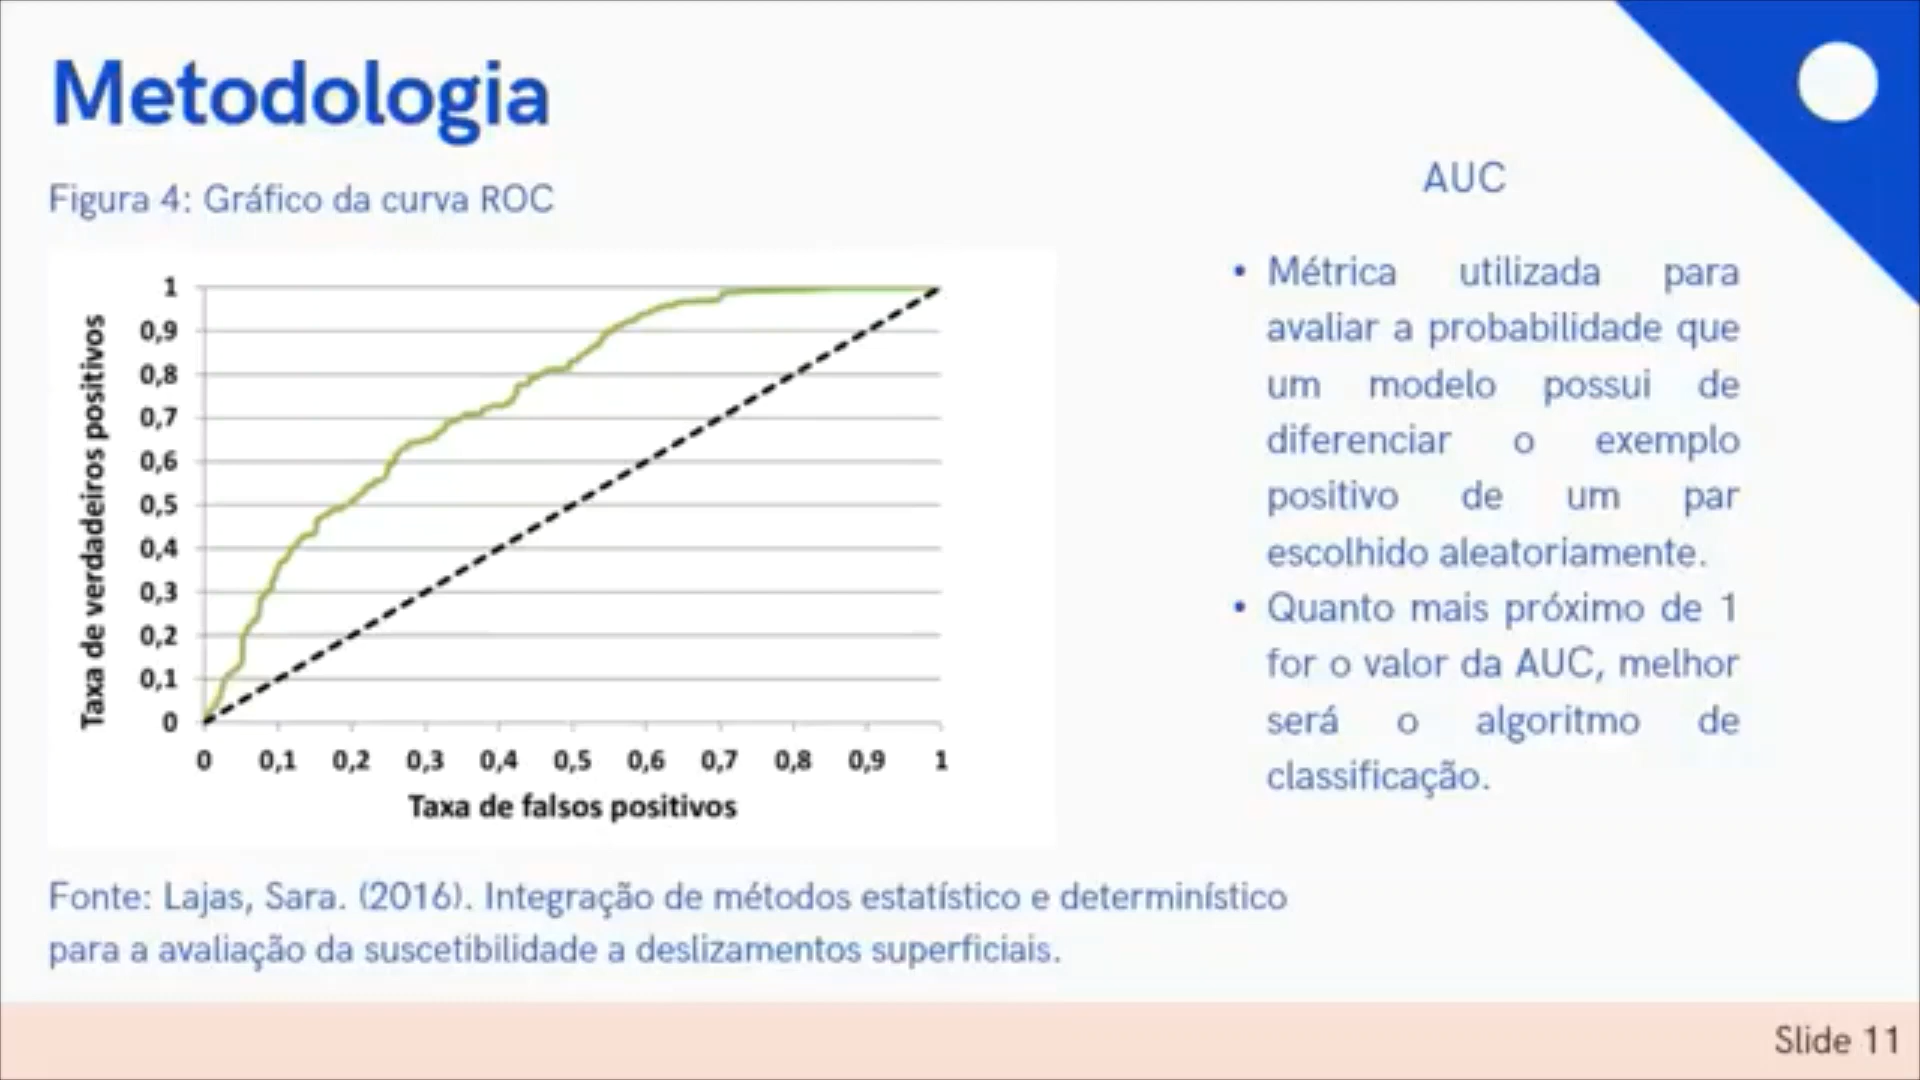 Metodologia
Figura 4: Gráfico da curva ROC
Taxa de verdadeiros positivos
1
0,9
0,8
0,7
0,6
0,5
0,4
0,3
0,2
0,1
0
0 0,1 0,2 0,3 0,4 0,5 0,6 0,7 0,8 0,9 1
Taxa de falsos positivos
AUC
• Métrica utilizada para
avaliar a probabilidade que
um modelo possui de
diferenciar o exemplo
positivo de um par
escolhido aleatoriamente.
• Quanto mais próximo de 1
for o valor da AUC, melhor
será o algoritmo de
classificação.
Fonte: Lajas, Sara. (2016). Integração de métodos estatístico e determinístico
para a avaliação da suscetibilidade a deslizamentos superficiais.
Slide 11